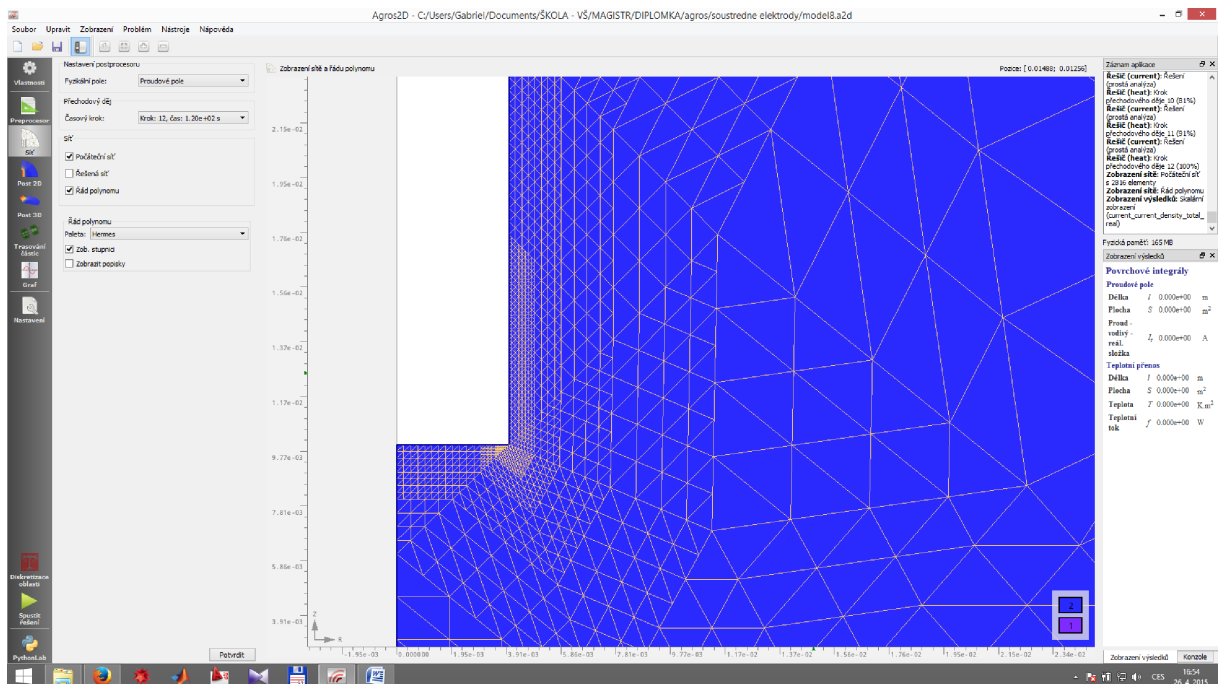 Agros2D - C:/Users/Gabriel/Documents/ŠKOLA - VŠ/MAGISTR/DIPLOMKA/agros/soustredne elektrody/model8.a2d
Soubor Upravit Zobrazení Problém Nástroje Nápověda
Vlastnosti
Preprocesor
Síť
Post 2D
Post 3D
Trasování
částic
Graf
Nastavení
Diskretizace
oblasti
Spustit
řešení
PythonLab
Nastavení postprocesoru
Fyzikální pole: Proudové pole
Přechodový děj
Časový krok: Krok: 12, čas: 1.20e+02 s
Síť
Počáteční síť
Řešená síť
Řád polynomu
Řád polynomu
Paleta: Hermes
Zob. stupnici
Zobrazit popisky
Potvrdit
Zobrazení sítě a řádu polynomu
Pozice: [ 0.01488; 0.01256]
2.15e-02
1.95e-02
1.76e-02
1.56e-02
1.37e-02
1.17e-02
9.77e-03
7.81e-03
5.86e-03
3.91e-03
Z
R
2
1
-1.95e-03 0.000000 1.95e-03 3.91e-03 5.86e-03 7.81e-03 9.77e-03 1.17e-02 1.37e-02 1.56e-02 1.76e-02 1.95e-02 2.15e-02 2.34e-02
Záznam aplikace
Řešič (current): Řešení
(prostá analýza)
Řešič (heat): Krok
přechodového děje 10 (81%)
Řešič (current): Řešení
(prostá analýza)
Řešič (heat): Krok
přechodového děje 11 (91%)
Řešič (current): Řešení
(prostá analýza)
Řešič (heat): Krok
přechodového děje 12 (100%)
Zobrazení sítě: Počáteční síť
s 2816 elementy
Zobrazení sítě: Řád polynomu
Zobrazení výsledků: Skalární
zobrazení
(current_current_density_total_
real)
Fyzická paměť: 165 MB
Zobrazení výsledků
Povrchové integrály
Proudové pole
Délka l 0.000e+00 m
Plocha S 0.000e+00 m²
Proud -
vodivý -
reál.
složka
Ir 0.000e+00 A
Teplotní přenos
Délka l 0.000e+00 m
Plocha S 0.000e+00 m²
Teplota T 0.000e+00 K.m²
Teplotní
tok
f 0.000e+00 W
Zobrazení výsledků Konzole
CES
16:54
26. 4. 2015